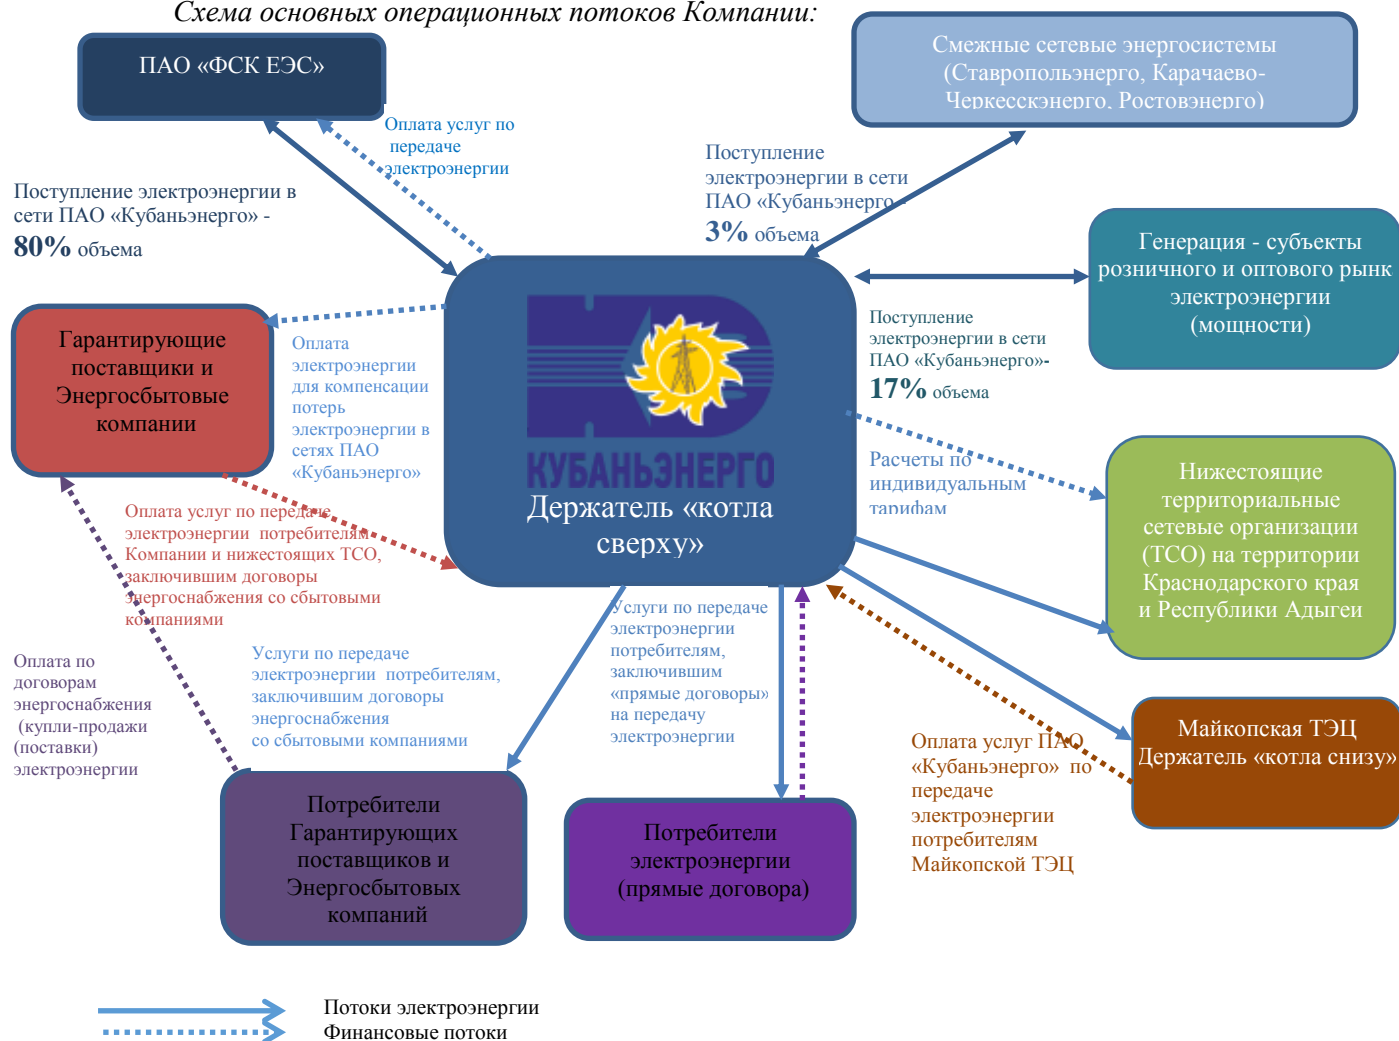 Схема основных операционных потоков Компании:
ПАО «ФСК ЕЭС»
Смежные сетевые энергосистемы
(Ставропольэнерго, Карачаево-
Черкесскэнерго, Ростовэнерго)
Оплата услуг по
передаче
электроэнергии
Поступление
электроэнергии в сети
ПАО «Кубаньэнерго -
3% объема
Поступление электроэнергии в
сети ПАО «Кубаньэнерго» -
80% объема
Генерация - субъекты
розничного и оптового рынк
электроэнергии
(мощности)
Поступление
электроэнергии в сети
ПАО «Кубаньэнерго»-
17% объема
Гарантирующие
поставщики и
Энергосбытовые
компании
Оплата
электроэнергии
для компенсации
потерь
электроэнергии в
сетях ПАО
«Кубаньэнерго»
КУБАНЬЭНЕРГО
Держатель «котла
сверху»
Расчеты по
индивидуальным
тарифам
Нижестоящие
территориальные
сетевые организации
(ТСО) на территории
Краснодарского края
и Республики Адыгеи
Оплата услуг по передаче
электроэнергии потребителям
Компании и нижестоящих ТСО,
заключившим договоры
энергоснабжения со сбытовыми
компаниями
Оплата по
договорам
энергоснабжения
(купли-продажи
(поставки)
электроэнергии
Услуги по передаче
электроэнергии потребителям,
заключившим договоры
энергоснабжения
со сбытовыми компаниями
Услуги по передаче
электроэнергии
потребителям,
заключившим
«прямые договоры»
на передачу
электроэнергии
Оплата услуг ПАО
«Кубаньэнерго» по
передаче
электроэнергии
потребителям
Майкопской ТЭЦ
Майкопская ТЭЦ
Держатель «котла снизу»
Потребители
Гарантирующих
поставщиков и
Энергосбытовых
компаний
Потребители
электроэнергии
(прямые договора)
Потоки электроэнергии
Финансовые потоки